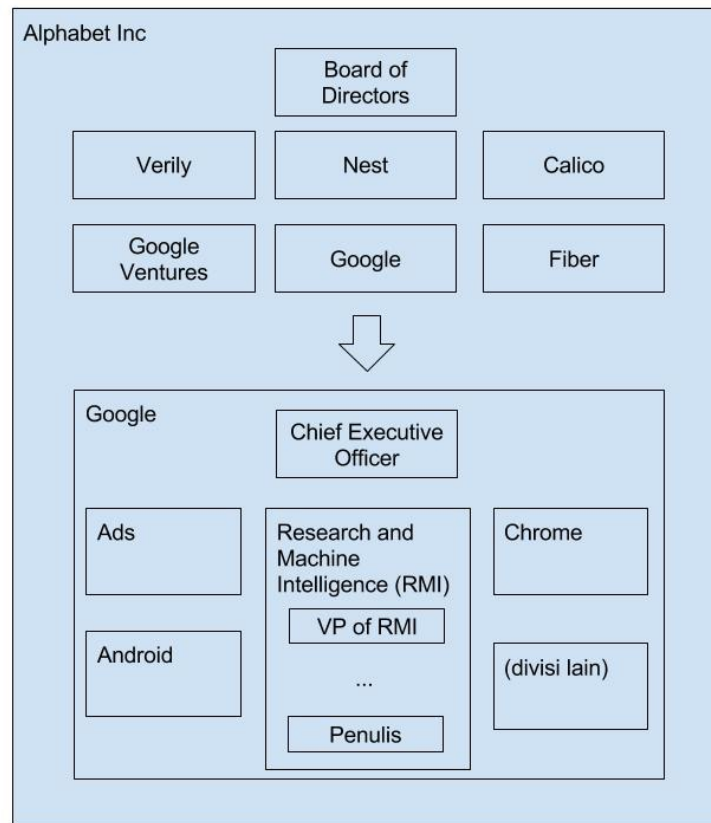 Alphabet Inc
Board of
Directors
Verily
Nest
Calico
Google
Ventures
Google
Fiber
Google
Chief Executive
Officer
Ads
Research and
Machine
Intelligence (RMI)
Chrome
VP of RMI
Android
(divisi lain)
...
Penulis